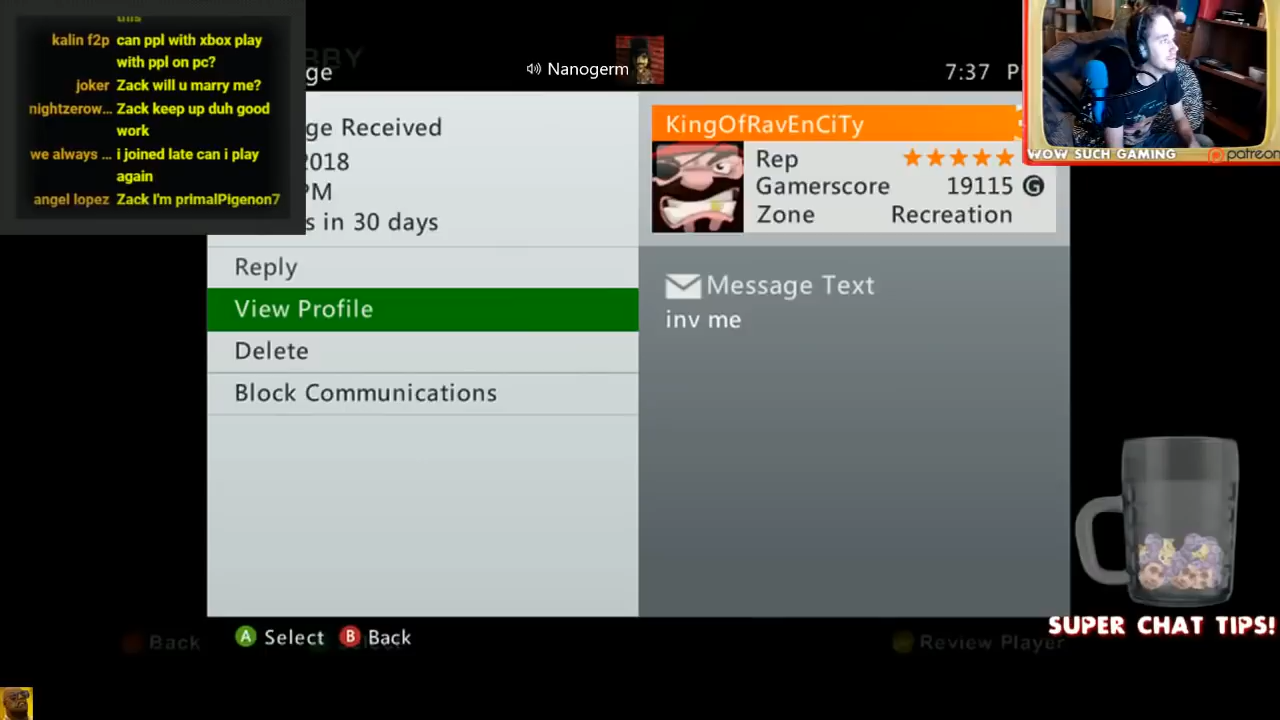 kalin f2p can ppl with xbox play
with ppl on pc?
joker Zack will u marry me?
nightzerow... Zack keep up duh good
work
we always ... i joined late can i play
again
angel lopez Zack I'm primalPigenon7
ge
Nanogerm
7:37 P
ge Received
2018
PM
s in 30 days
Reply
View Profile
Delete
Block Communications
KingOfRavEnCiTy
Rep
Gamerscore 19115 G
Zone Recreation
Message Text
inv me
WOW SUCH GAMING patreon
SUPER CHAT TIPS!
Back
A Select B Back
Review Player